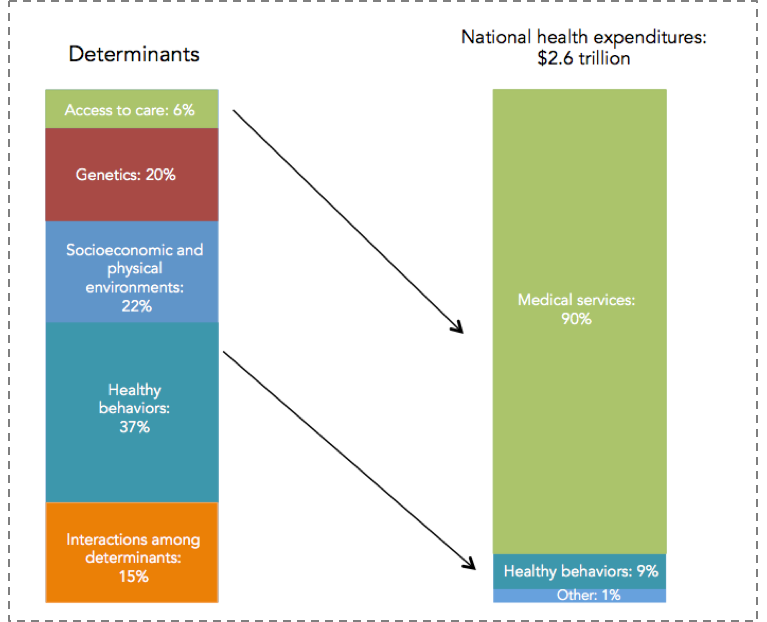 Determinants
Access to care: 6%
Genetics: 20%
Socioeconomic and
physical
environments:
22%
Healthy
behaviors:
37%
Interactions among
determinants:
15%
National health expenditures:
$2.6 trillion
Medical services:
90%
Healthy behaviors: 9%
Other: 1%